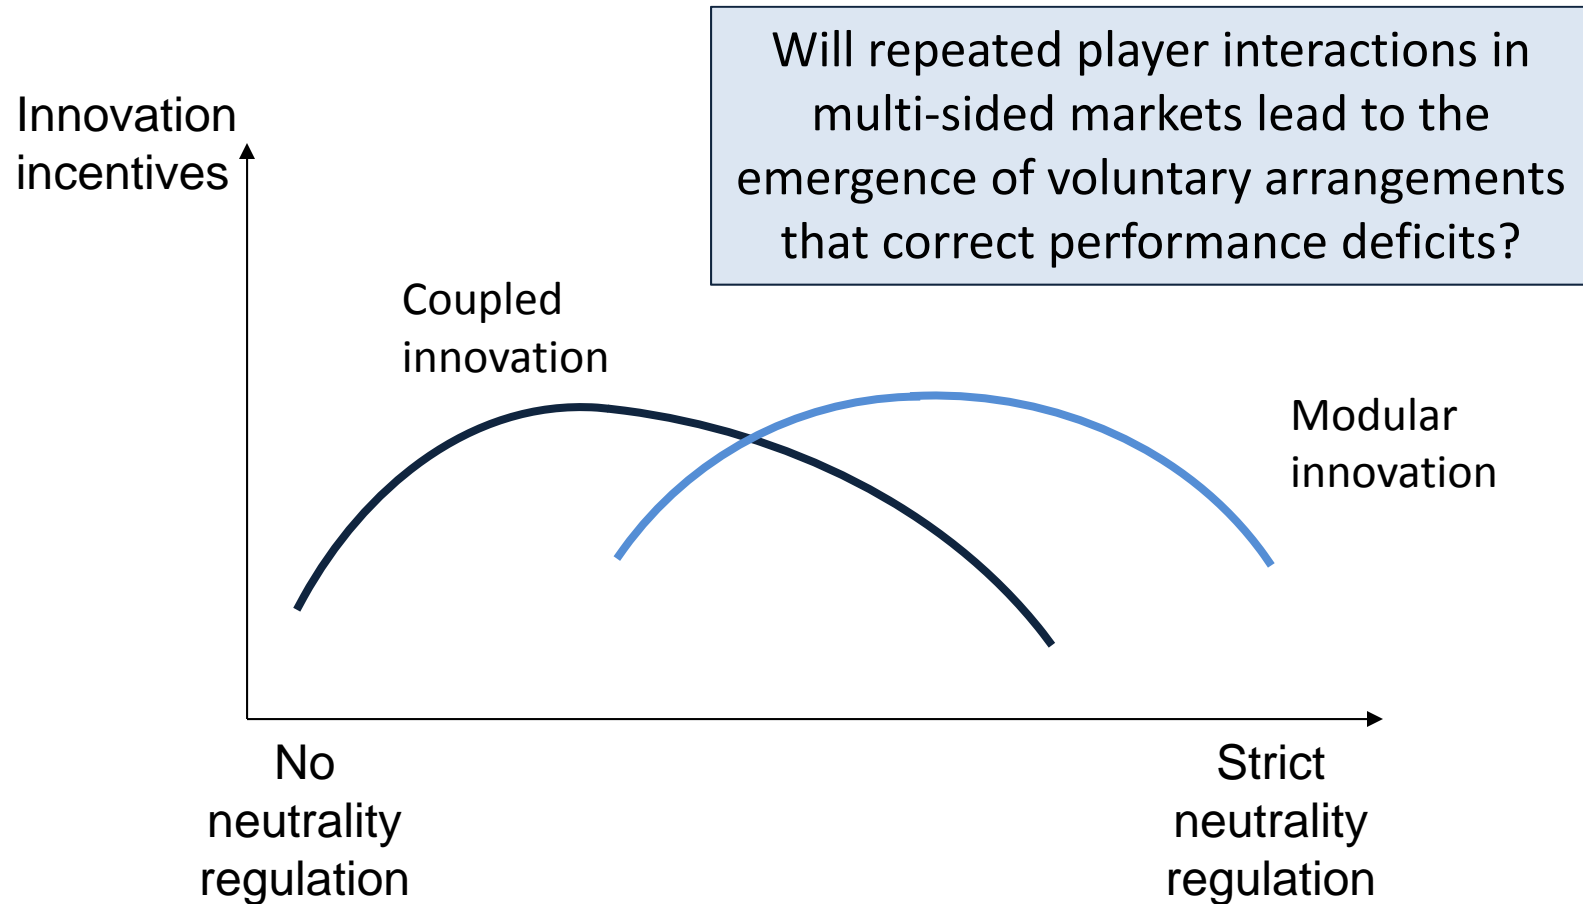 Will repeated player interactions in
multi-sided markets lead to the
emergence of voluntary arrangements
that correct performance deficits?
Innovation
incentives
Coupled
innovation
Modular
innovation
No
neutrality
regulation
Strict
neutrality
regulation